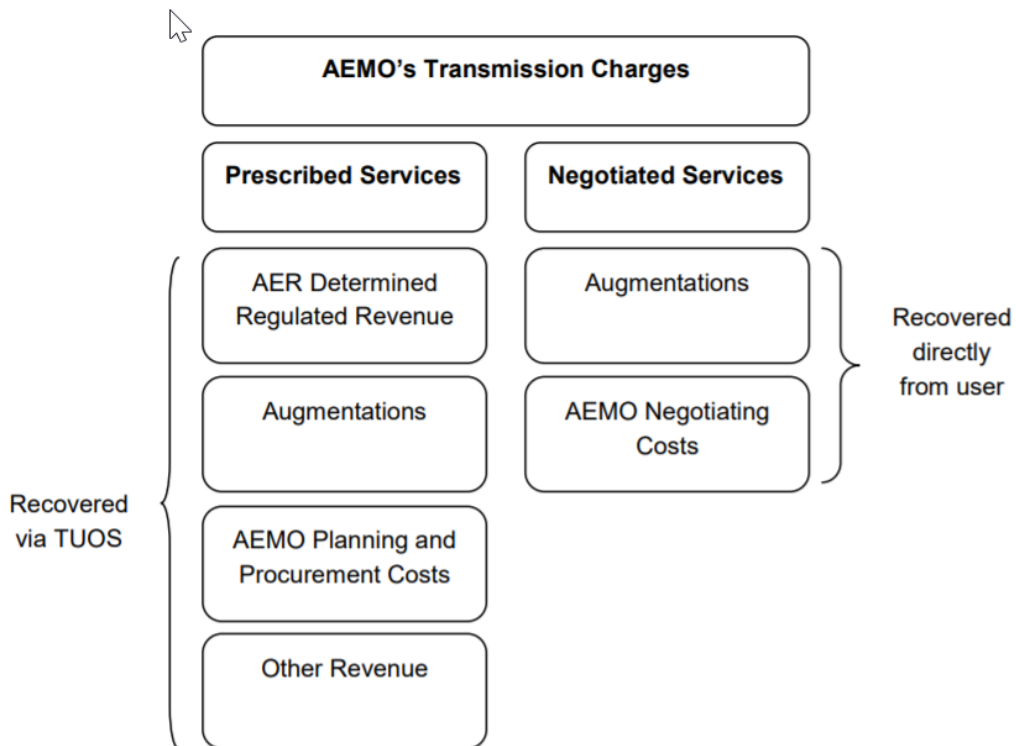 AEMO’s Transmission Charges
Prescribed Services
Negotiated Services
AER Determined
Regulated Revenue
Augmentations
Augmentations
AEMO Negotiating
Costs
AEMO Planning and
Procurement Costs
Other Revenue
Recovered
via TUOS
Recovered
directly
from user